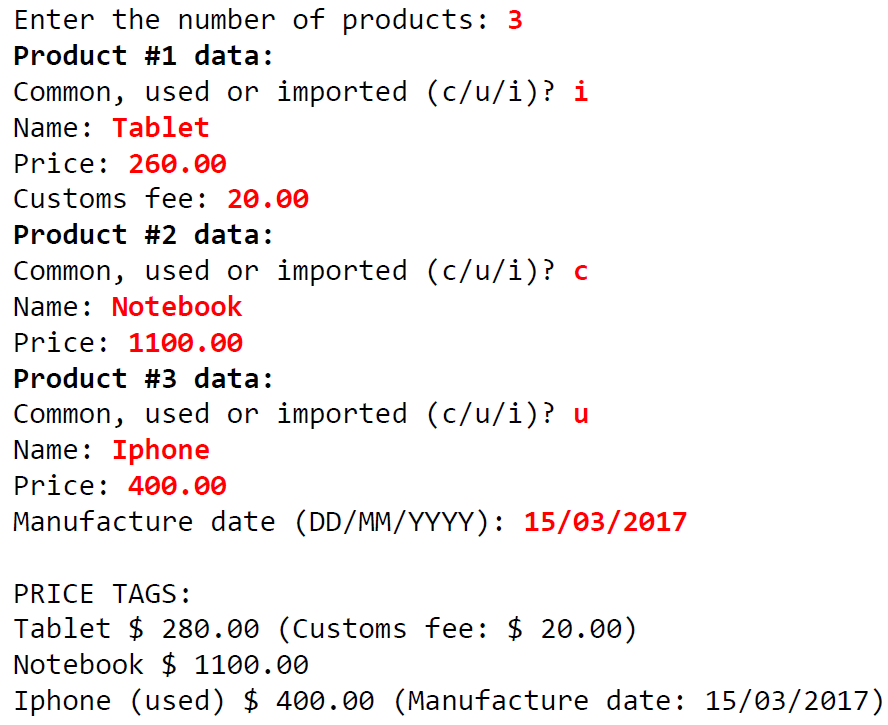 Enter the number of products: 3
Product #1 data:
Common, used or imported (c/u/i)? i
Name: Tablet
Price: 260.00
Customs fee: 20.00
Product #2 data:
Common, used or imported (c/u/i)? c
Name: Notebook
Price: 1100.00
Product #3 data:
Common, used or imported (c/u/i)? u
Name: Iphone
Price: 400.00
Manufacture date (DD/MM/YYYY): 15/03/2017
PRICE TAGS:
Tablet $ 280.00 (Customs fee: $ 20.00)
Notebook $ 1100.00
Iphone (used) $ 400.00 (Manufacture date: 15/03/2017)